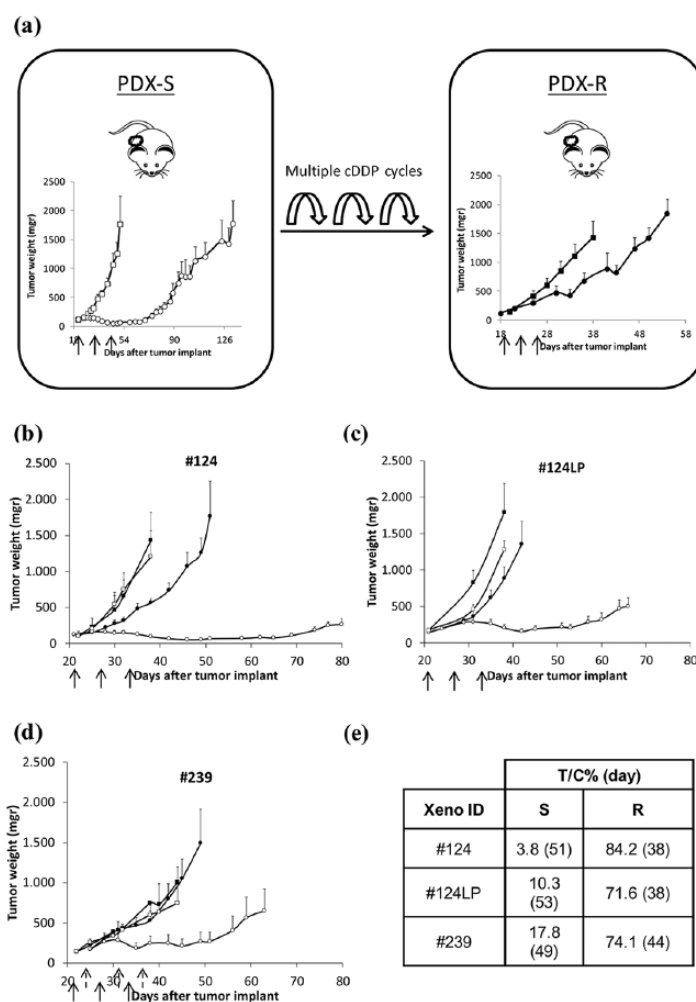 (a)
PDX-S
PDX-R
Multiple cDDP cycles
Tumor weight (mgr)
2500
2000
1500
1000
500
0
18 54 90 126
Days after tumor implant
Tumor weight (mgr)
2500
2000
1500
1000
500
0
18 28 38 48 58
Days after tumor implant
(b)
#124
Tumor weight (mgr)
2.500
2.000
1.500
1.000
500
0
20 30 40 50 60 70 80
Days after tumor implant
(c)
#124LP
Tumor weight (mgr)
2.500
2.000
1.500
1.000
500
0
20 30 40 50 60 70 80
Days after tumor implant
(d)
#239
Tumor weight (mgr)
2.500
2.000
1.500
1.000
500
0
20 30 40 50 60 70 80
Days after tumor implant
(e)
T/C% (day)
Xeno ID S R
#124 3.8 (51) 84.2 (38)
#124LP 10.3 (53) 71.6 (38)
#239 17.8 (49) 74.1 (44)